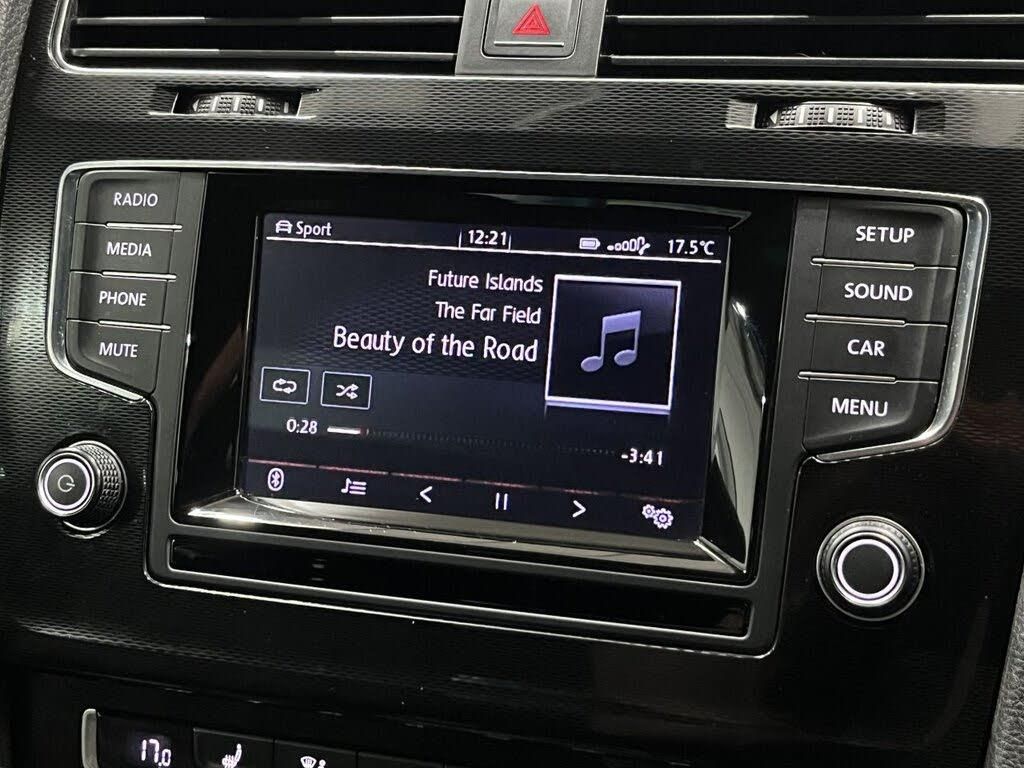 RADIO
MEDIA
PHONE
MUTE
Sport
12:21
17.5°C
Future Islands
The Far Field
Beauty of the Road
0:28
-3:41
SETUP
SOUND
CAR
MENU
17.0